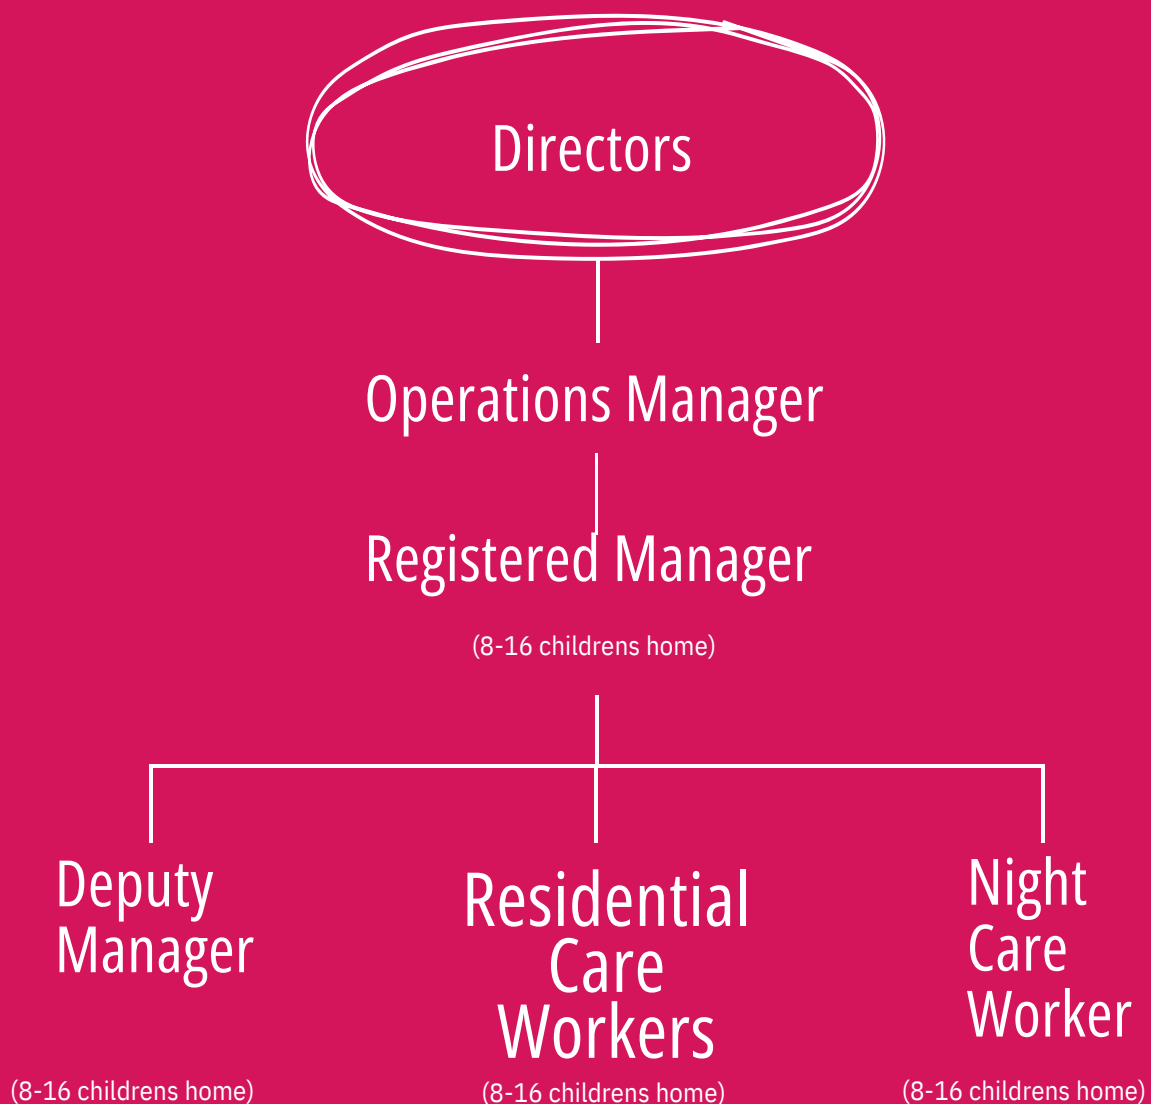 Directors
Operations Manager
Registered Manager
(8-16 childrens home)
Deputy
Manager
(8-16 childrens home)
Residential
Care
Workers
(8-16 childrens home)
Night
Care
Worker
(8-16 childrens home)